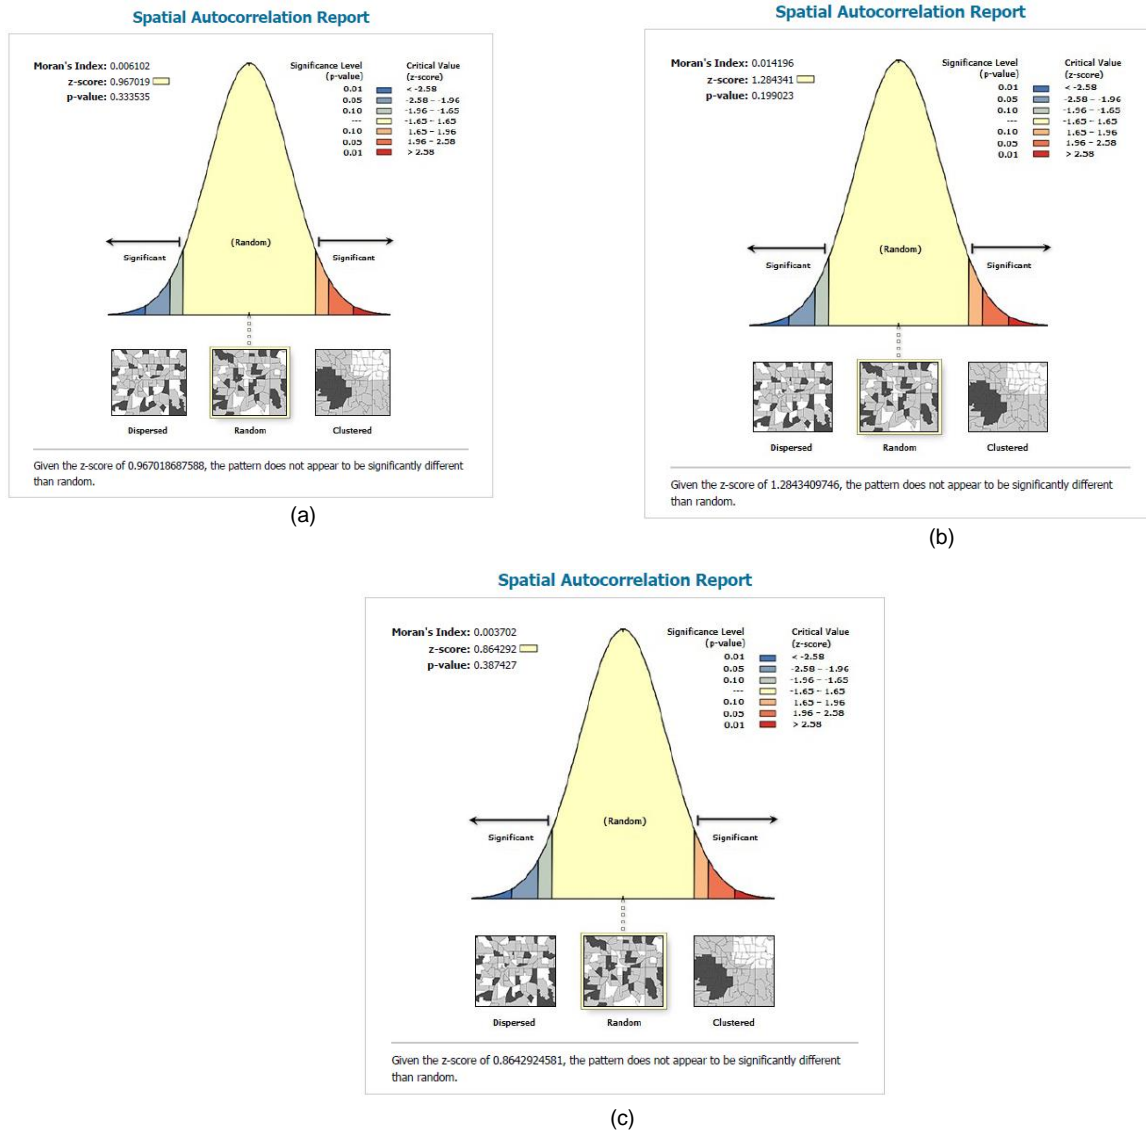 Spatial Autocorrelation Report
Moran's Index: 0.006102
z-score: 0.967019
p-value: 0.333535
Significance Level Critical Value
(p-value) (z-score)
0.01 < -2.58
0.05 -2.58 – -1.96
0.10 -1.96 – -1.65
--- -1.65 – 1.65
0.10 1.65 – 1.96
0.05 1.96 – 2.58
0.01 > 2.58
(Random)
Significant Significant
Dispersed Random Clustered
Given the z-score of 0.967018687588, the pattern does not appear to be significantly different
than random.
(a)
Spatial Autocorrelation Report
Moran's Index: 0.014196
z-score: 1.284341
p-value: 0.199023
Significance Level Critical Value
(p-value) (z-score)
0.01 < -2.58
0.05 -2.58 – -1.96
0.10 -1.96 – -1.65
--- -1.65 – 1.65
0.10 1.65 – 1.96
0.05 1.96 – 2.58
0.01 > 2.58
(Random)
Significant Significant
Dispersed Random Clustered
Given the z-score of 1.2843409746, the pattern does not appear to be significantly different
than random.
(b)
Spatial Autocorrelation Report
Moran's Index: 0.003702
z-score: 0.864292
p-value: 0.387427
Significance Level Critical Value
(p-value) (z-score)
0.01 < -2.58
0.05 -2.58 – -1.96
0.10 -1.96 – -1.65
--- -1.65 – 1.65
0.10 1.65 – 1.96
0.05 1.96 – 2.58
0.01 > 2.58
(Random)
Significant Significant
Dispersed Random Clustered
Given the z-score of 0.8642924581, the pattern does not appear to be significantly different
than random.
(c)